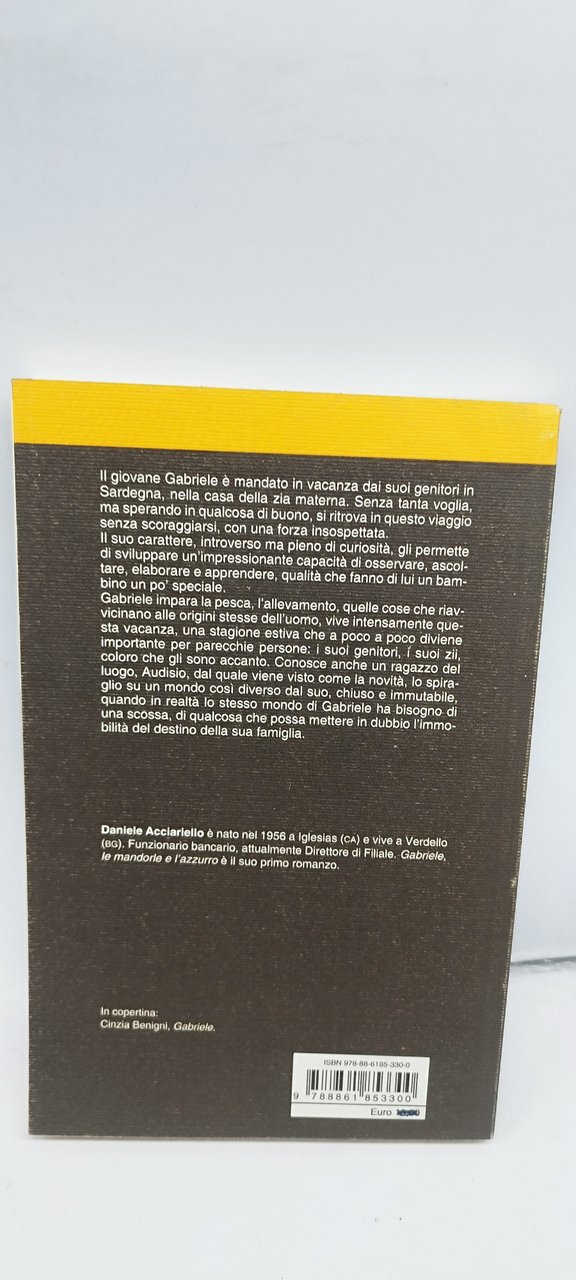 Il giovane Gabriele è mandato in vacanza dai suoi genitori in
Sardegna, nella casa della zia materna. Senza tanta voglia,
ma sperando in qualcosa di buono, si ritrova in questo viaggio
senza scoraggiarsi, con una forza insospettata.
Il suo carattere, introverso ma pieno di curiosità, gli permette
di sviluppare un'impressionante capacità di osservare, ascol-
tare, elaborare e apprendere, qualità che fanno di lui un bam-
bino un po' speciale.
Gabriele impara la pesca, l'allevamento, quelle cose che riav-
vicinano alle origini stesse dell'uomo, vive intensamente que-
sta vacanza, una stagione estiva che a poco a poco diviene
importante per parecchie persone: i suoi genitori, i suoi zii,
coloro che gli sono accanto. Conosce anche un ragazzo del
luogo, Audisio, dal quale viene visto come la novità, lo spira-
glio su un mondo così diverso dal suo, chiuso e immutabile,
quando in realtà lo stesso mondo di Gabriele ha bisogno di
una scossa, di qualcosa che possa mettere in dubbio l'immo-
bilità del destino della sua famiglia.
Daniele Acciariello è nato nel 1956 a Iglesias (CA) e vive a Verdello
(BG). Funzionario bancario, attualmente Direttore di Filiale. Gabriele,
le mandorle e l'azzurro è il suo primo romanzo.
In copertina:
Cinzia Benigni, Gabriele.
ISBN 978-88-6185-330-0
9 788861 853300
Euro